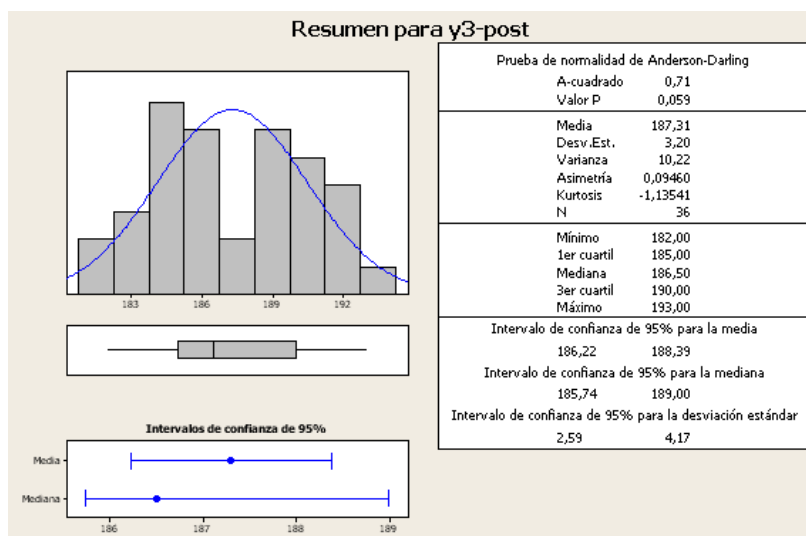 Resumen para y3-post
183 186 189 192
Intervalos de confianza de 95%
Media
Mediana
186 187 188 189
Prueba de normalidad de Anderson-Darling
A-cuadrado 0,71
Valor P 0,059
Media 187,31
Desv.Est. 3,20
Varianza 10,22
Asimetría 0,09460
Kurtosis -1,13541
N 36
Mínimo 182,00
1er cuartil 185,00
Mediana 186,50
3er cuartil 190,00
Máximo 193,00
Intervalo de confianza de 95% para la media
186,22 188,39
Intervalo de confianza de 95% para la mediana
185,74 189,00
Intervalo de confianza de 95% para la desviación estándar
2,59 4,17